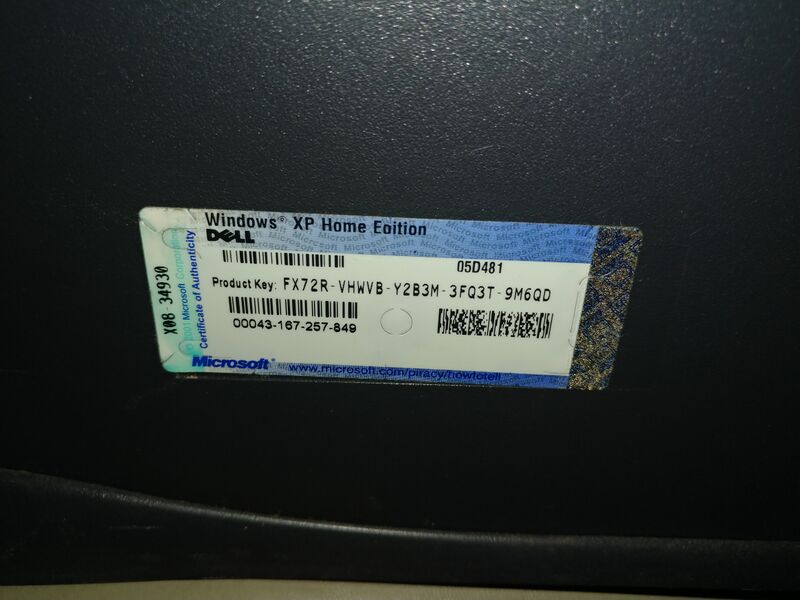 Windows® XP Home Edition
DELL
05D481
Product Key: FX72R-VHWVB-Y2B3M-3FQ3T-9M6QD
00043-167-257-849
Microsoft® www.microsoft.com/piracy/howtotell
X08-34930
© 2001 Microsoft Corporation
Certificate of Authenticity